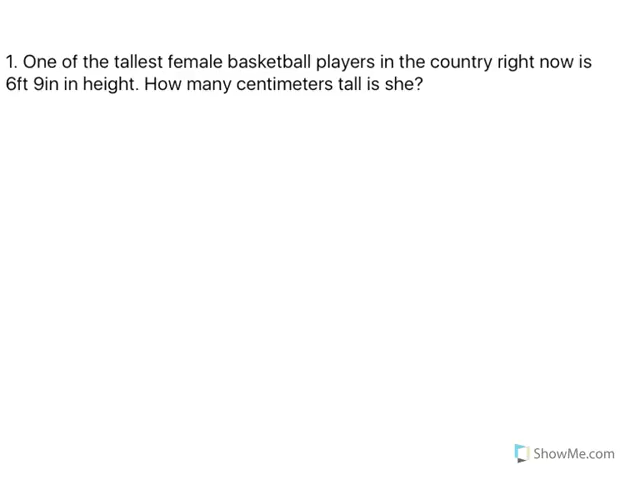 1. One of the tallest female basketball players in the country right now is
6ft 9in in height. How many centimeters tall is she?
ShowMe.com